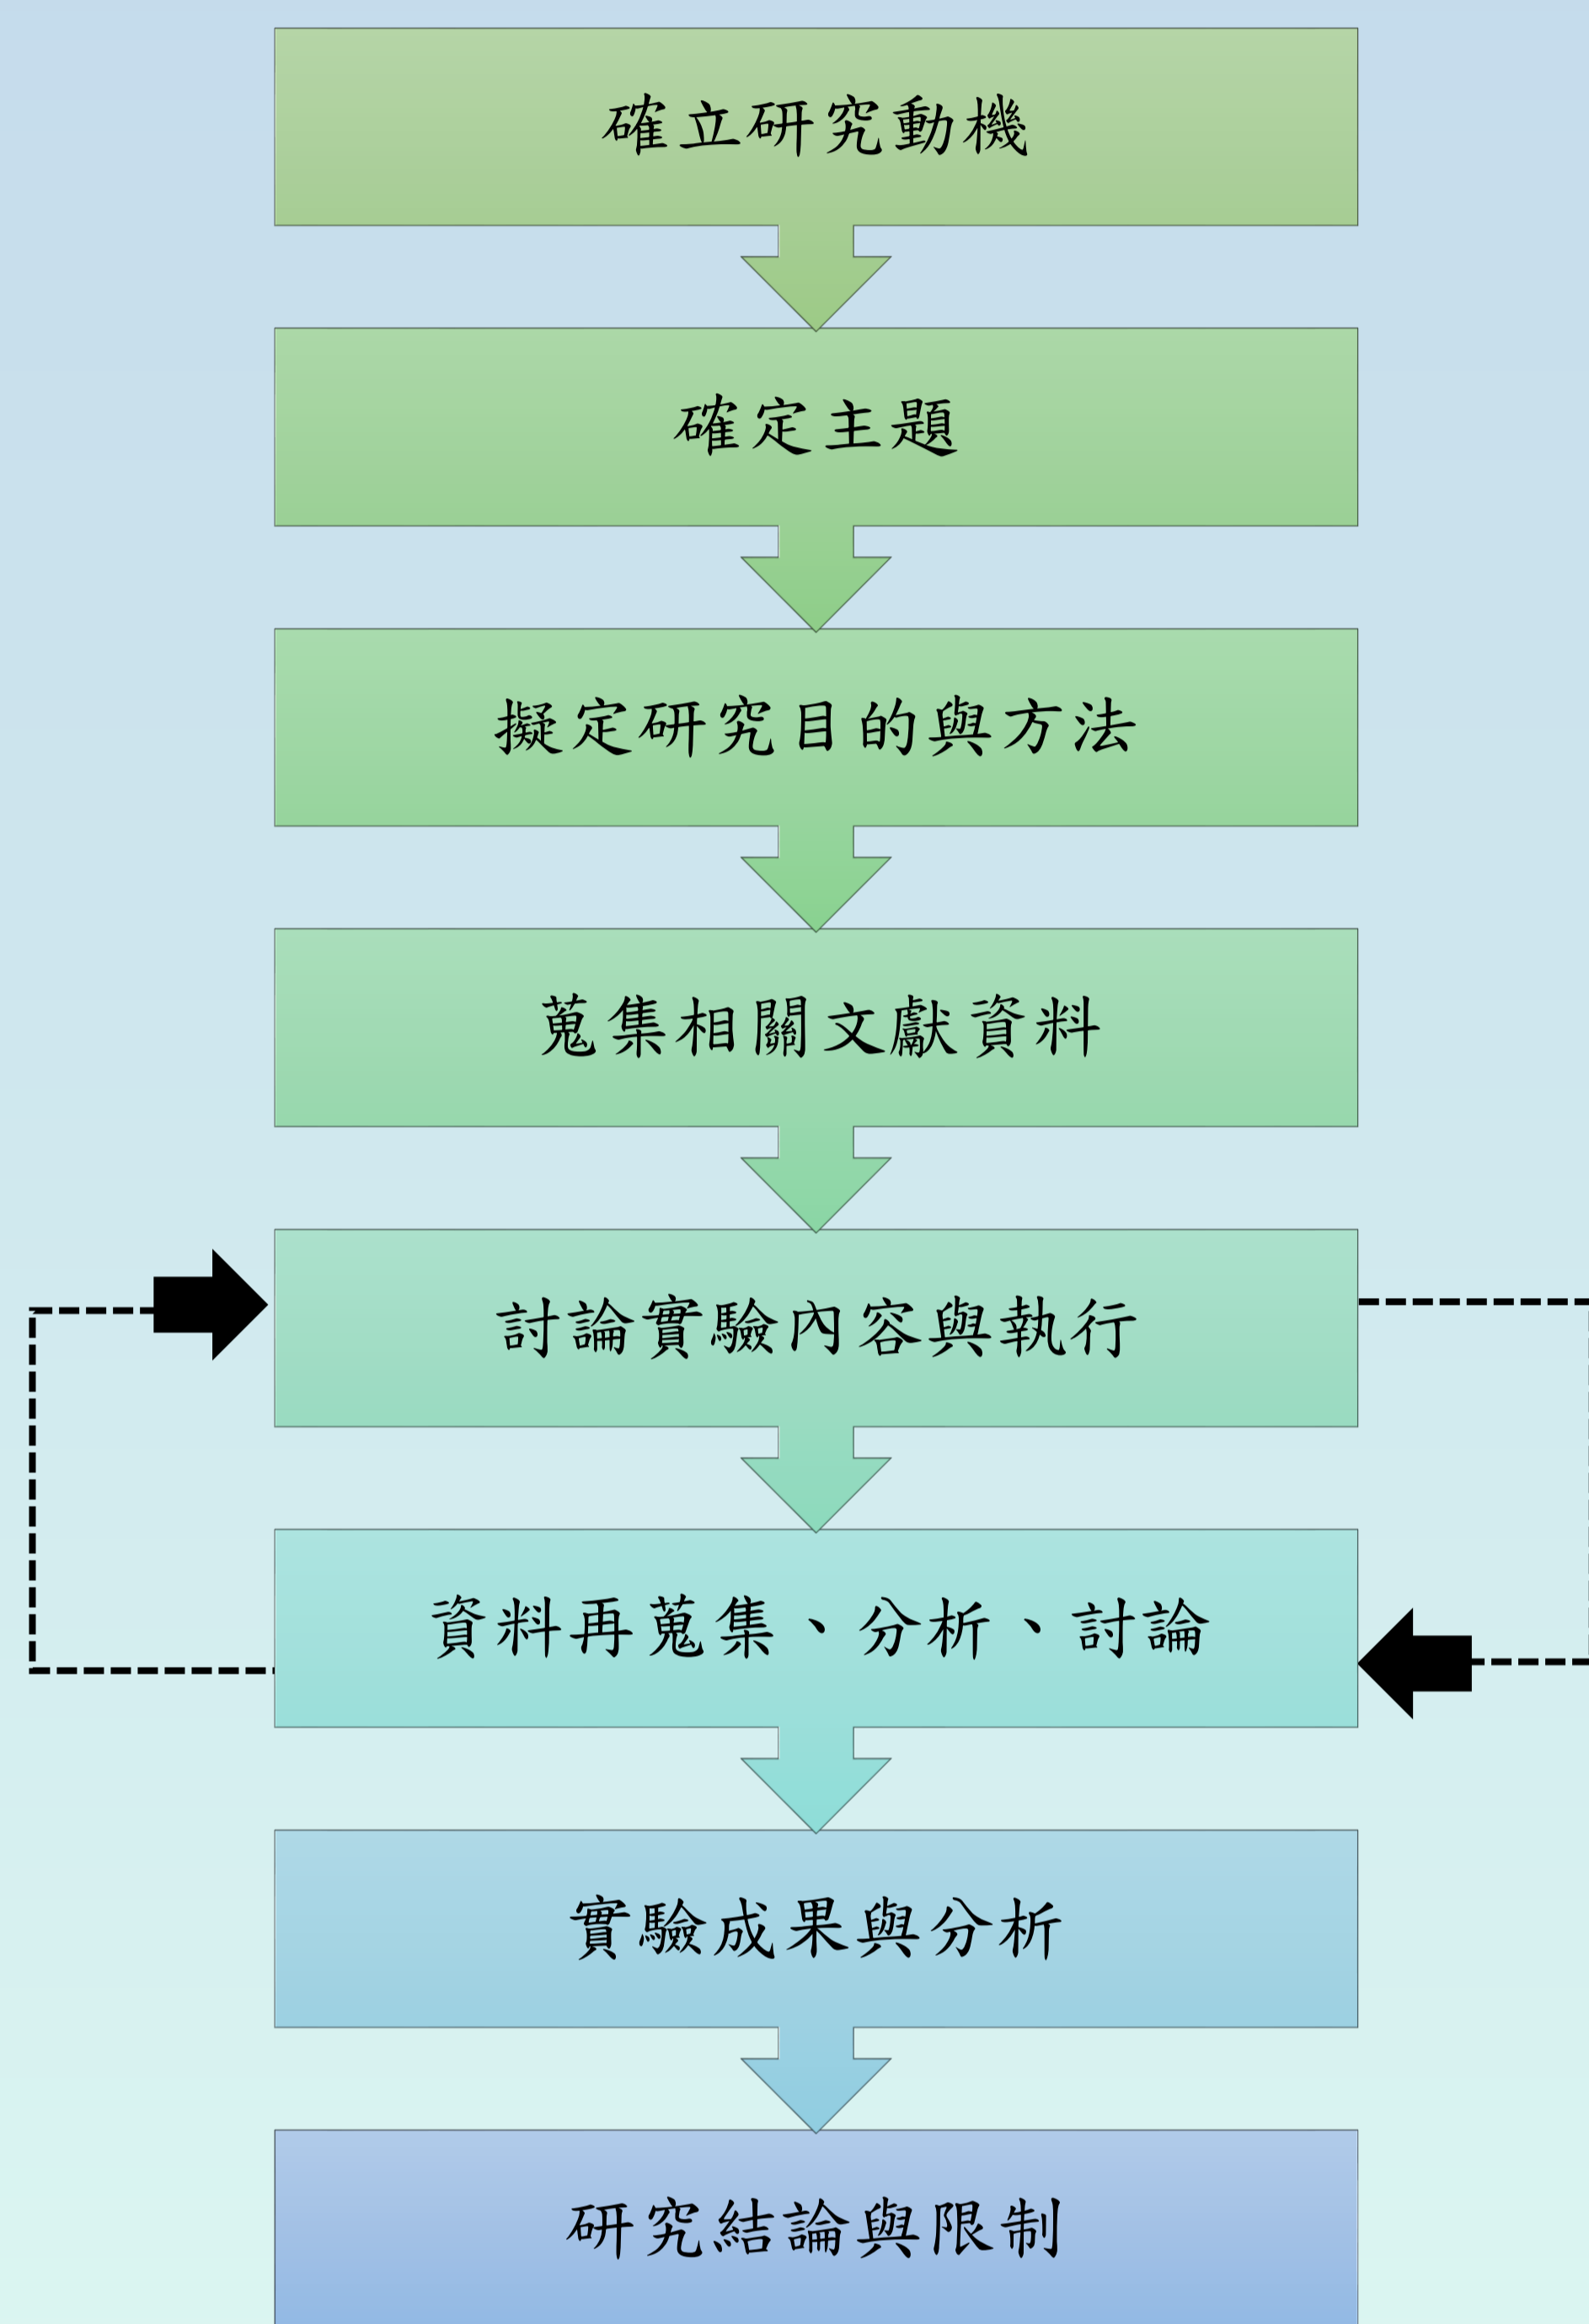 確立研究動機
確定主題
擬定研究目的與方法
蒐集相關文獻資料
討論實驗內容與執行
資料再蒐集、分析、討論
實驗成果與分析
研究結論與限制